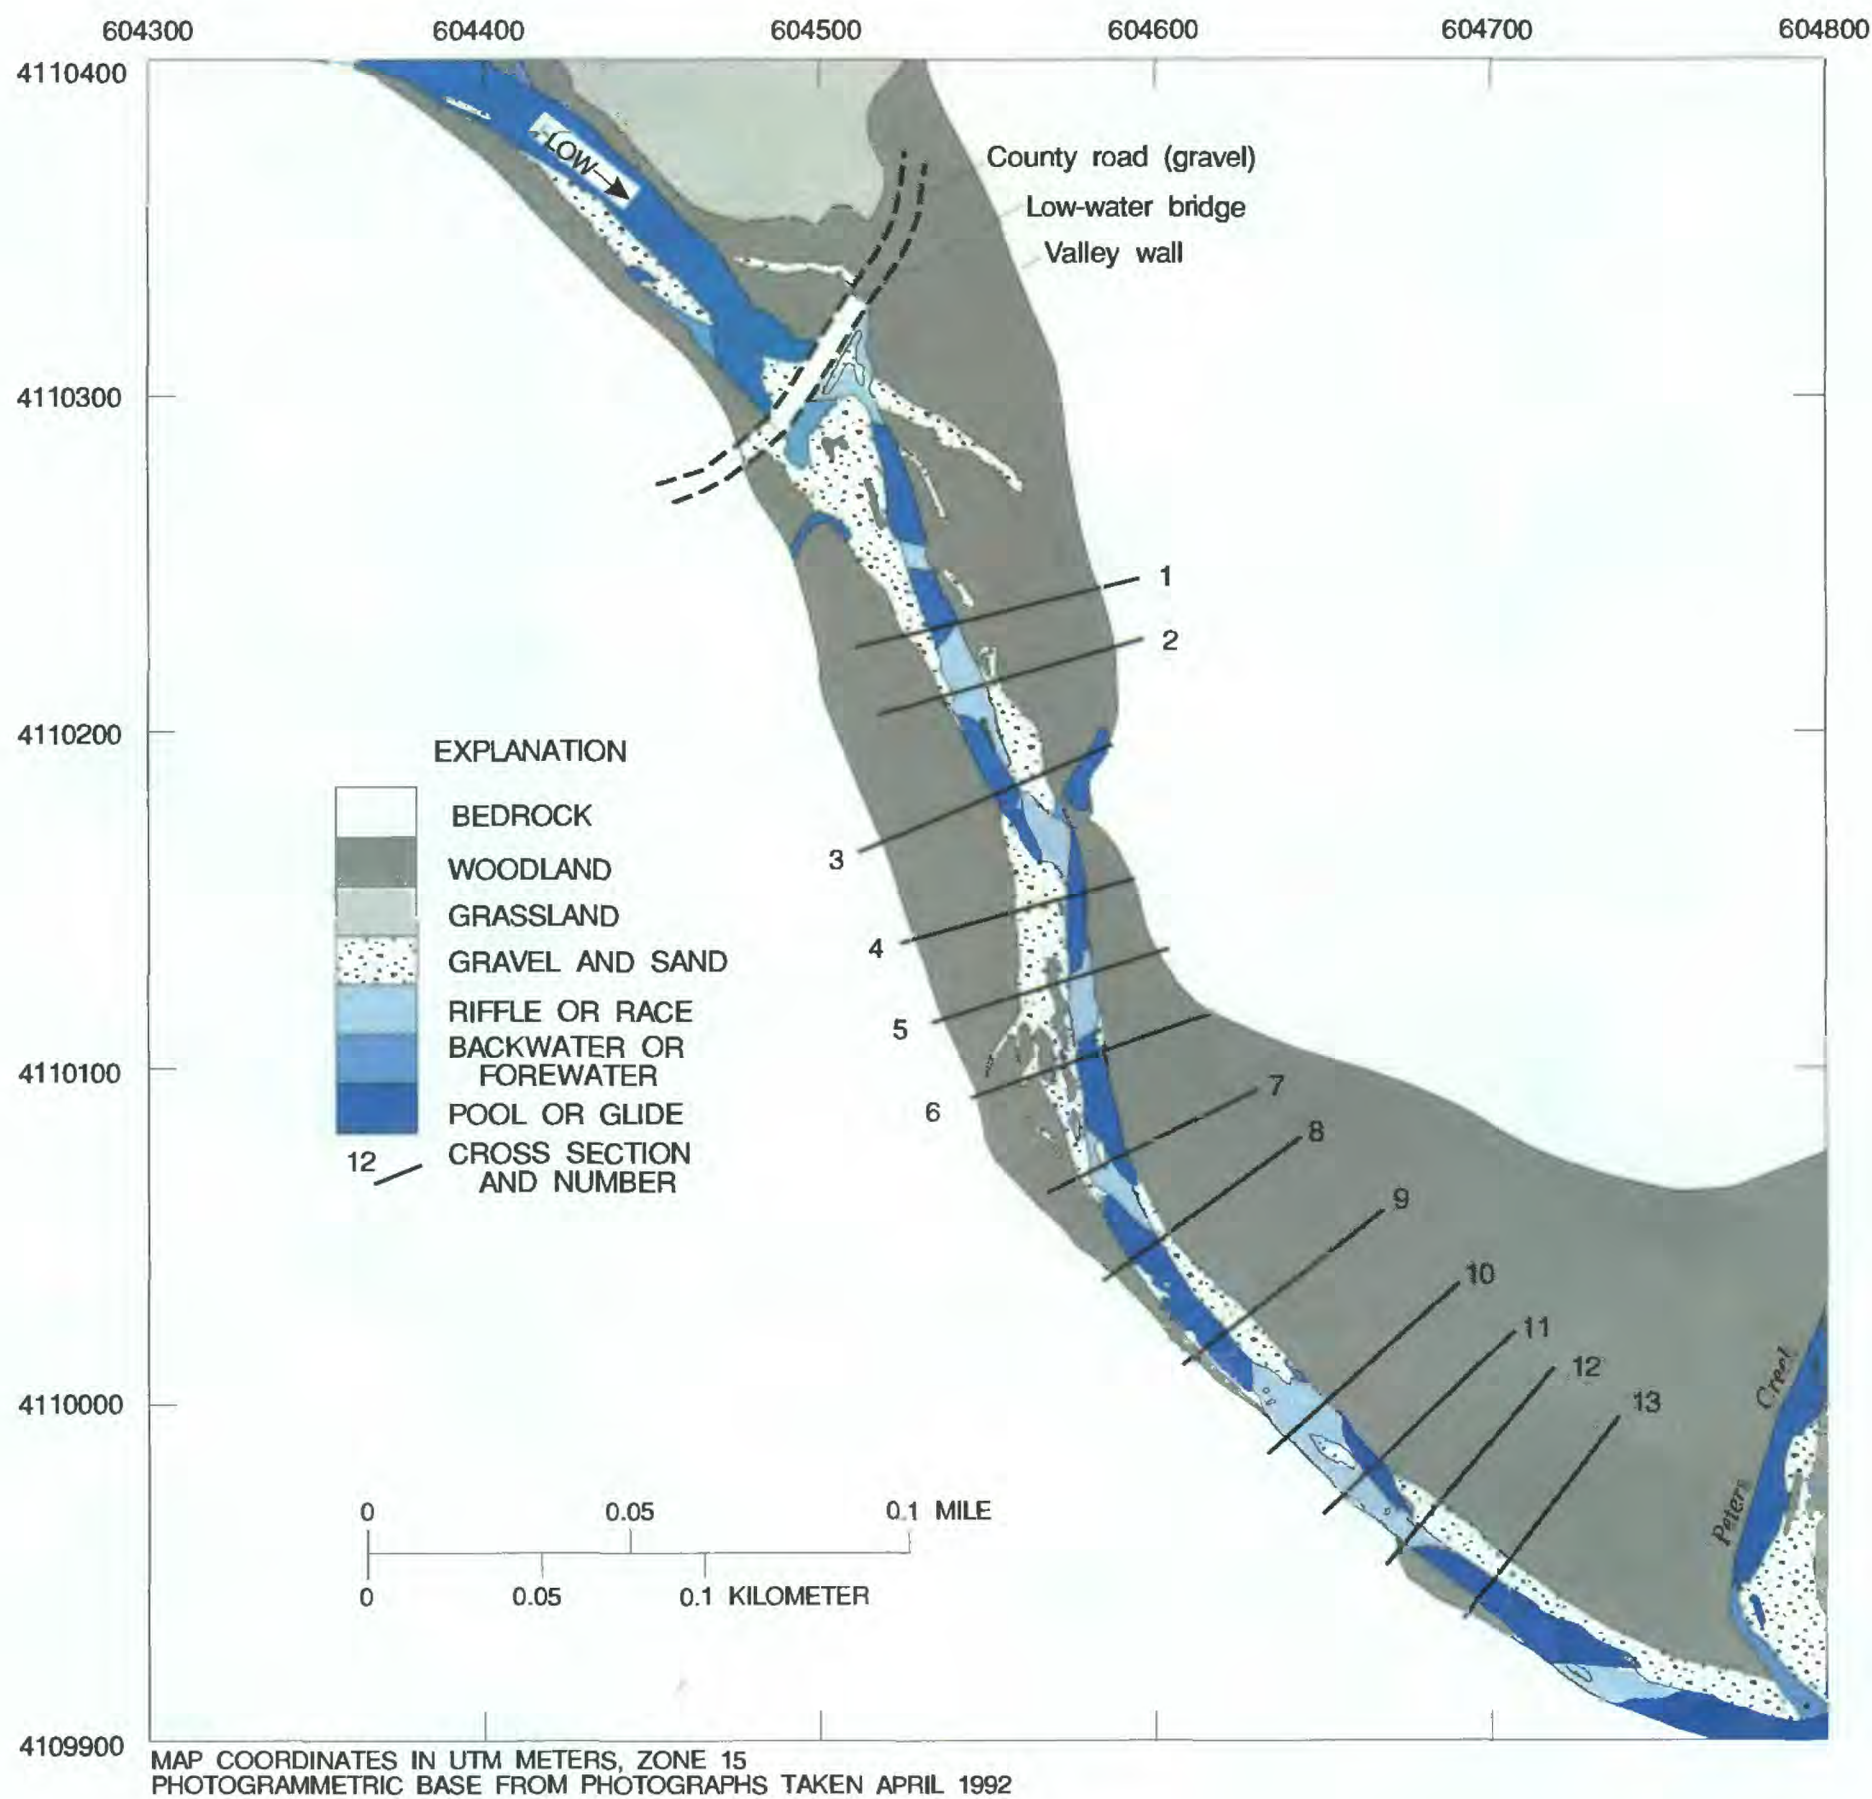 604300 604400 604500 604600 604700 604800
4110400
LOW
County road (gravel)
Low-water bridge
Valley wall
4110300
1
2
4110200
EXPLANATION
BEDROCK
WOODLAND
GRASSLAND
GRAVEL AND SAND
RIFFLE OR RACE
BACKWATER OR
FOREWATER
POOL OR GLIDE
12 CROSS SECTION
AND NUMBER
3
4
5
4110100
6
7
8
9
10
11
12
13
4110000
Peters Creek
0 0.05 0.1 MILE
0 0.05 0.1 KILOMETER
4109900
MAP COORDINATES IN UTM METERS, ZONE 15
PHOTOGRAMMETRIC BASE FROM PHOTOGRAPHS TAKEN APRIL 1992